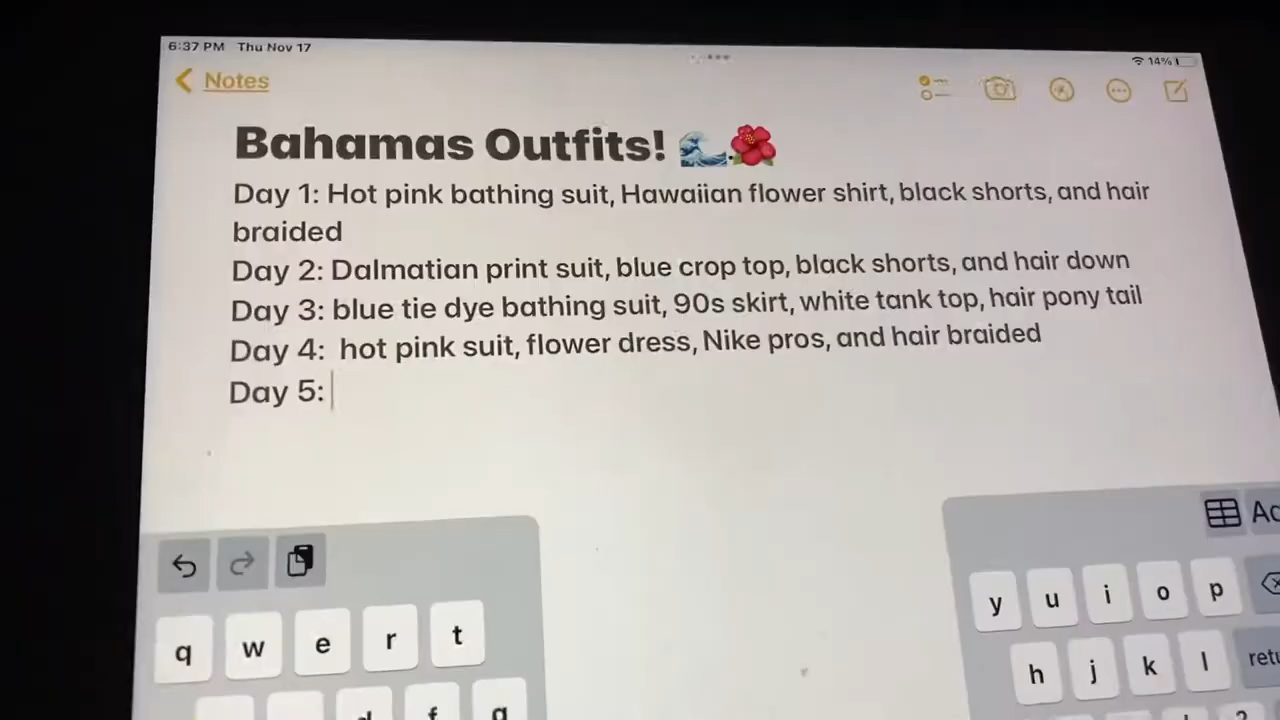 6:37 PM Thu Nov 17
14%
Notes
Bahamas Outfits! 🌊.🌺
Day 1: Hot pink bathing suit, Hawaiian flower shirt, black shorts, and hair
braided
Day 2: Dalmatian print suit, blue crop top, black shorts, and hair down
Day 3: blue tie dye bathing suit, 90s skirt, white tank top, hair pony tail
Day 4: hot pink suit, flower dress, Nike pros, and hair braided
Day 5:
q w e r t y u i o p
h j k l
f g